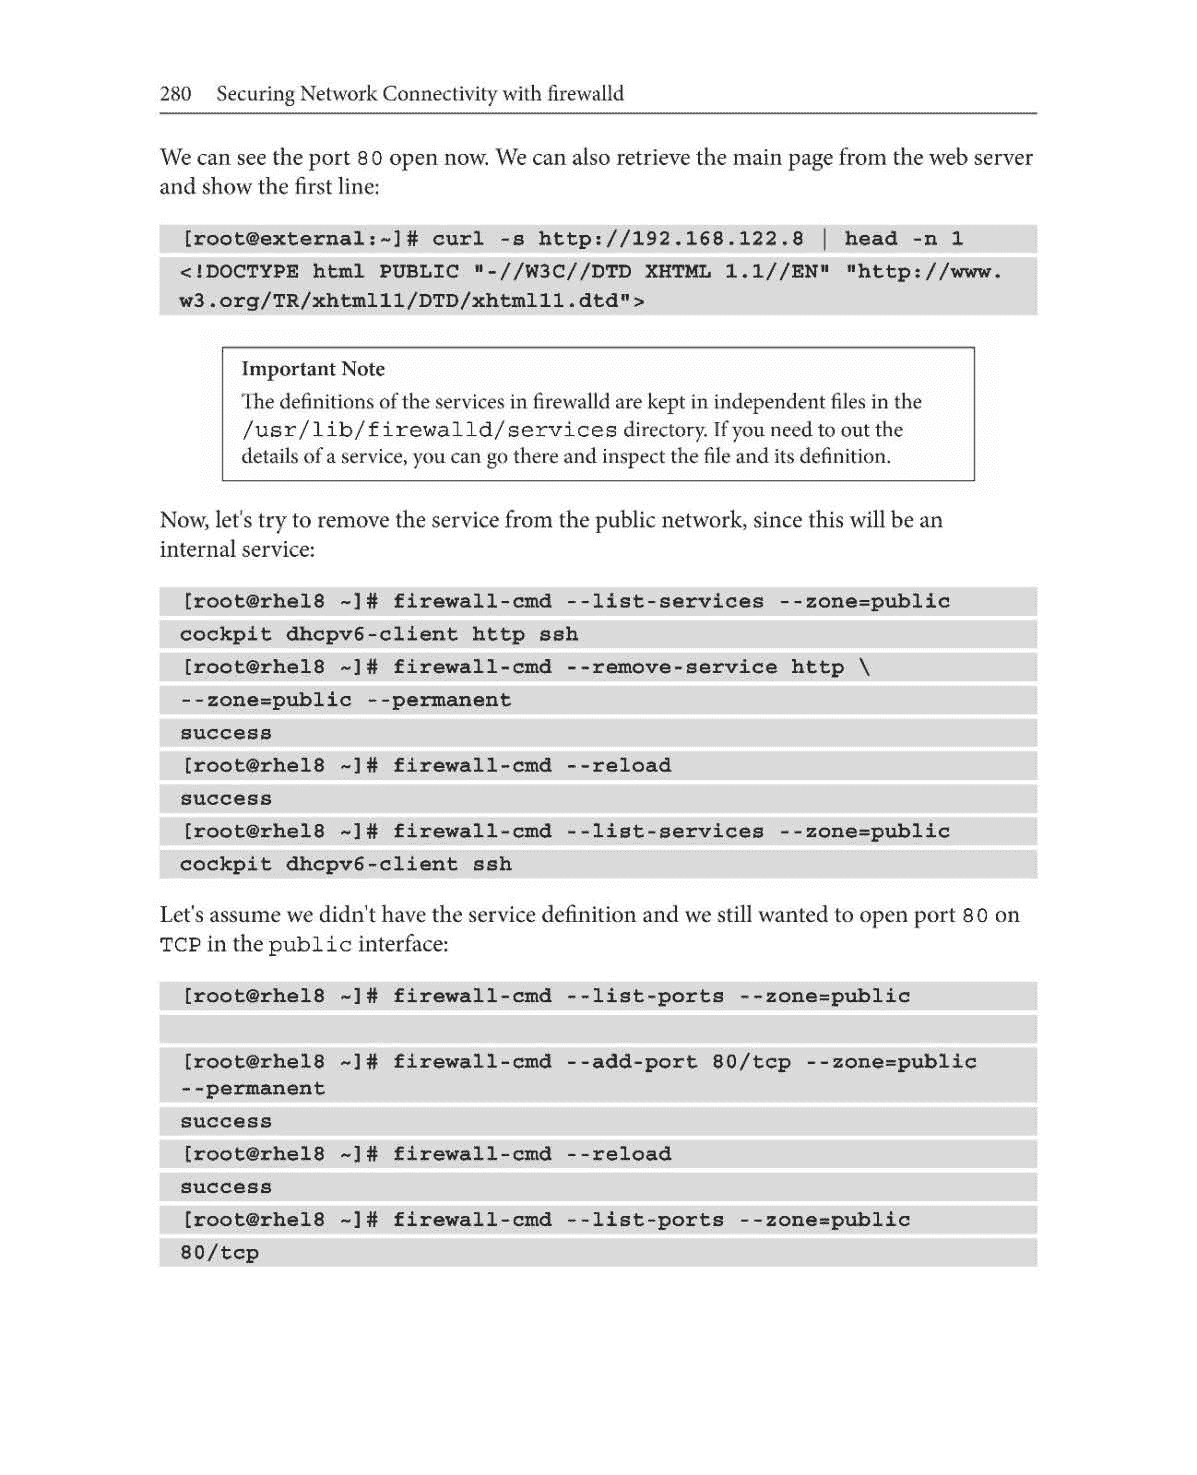 280 Securing Network Connectivity with firewalld
We can see the port 80 open now. We can also retrieve the main page from the web server
and show the first line:
[root@external:~]# curl -s http://192.168.122.8 | head -n 1
<!DOCTYPE html PUBLIC "-//W3C//DTD XHTML 1.1//EN" "http://www.
w3.org/TR/xhtml11/DTD/xhtml11.dtd">
Important Note
The definitions of the services in firewalld are kept in independent files in the
/usr/lib/firewalld/services directory. If you need to out the
details of a service, you can go there and inspect the file and its definition.
Now, let's try to remove the service from the public network, since this will be an
internal service:
[root@rhel8 ~]# firewall-cmd --list-services --zone=public
cockpit dhcpv6-client http ssh
[root@rhel8 ~]# firewall-cmd --remove-service http \
--zone=public --permanent
success
[root@rhel8 ~]# firewall-cmd --reload
success
[root@rhel8 ~]# firewall-cmd --list-services --zone=public
cockpit dhcpv6-client ssh
Let's assume we didn't have the service definition and we still wanted to open port 80 on
TCP in the public interface:
[root@rhel8 ~]# firewall-cmd --list-ports --zone=public
[root@rhel8 ~]# firewall-cmd --add-port 80/tcp --zone=public
--permanent
success
[root@rhel8 ~]# firewall-cmd --reload
success
[root@rhel8 ~]# firewall-cmd --list-ports --zone=public
80/tcp